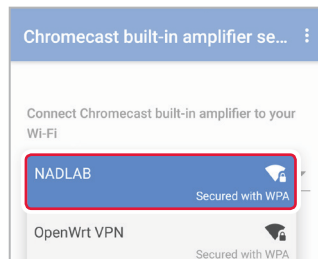 Chromecast built-in amplifier se...
Connect Chromecast built-in amplifier to your
Wi-Fi
NADLAB
Secured with WPA
OpenWrt VPN
Secured with WPA